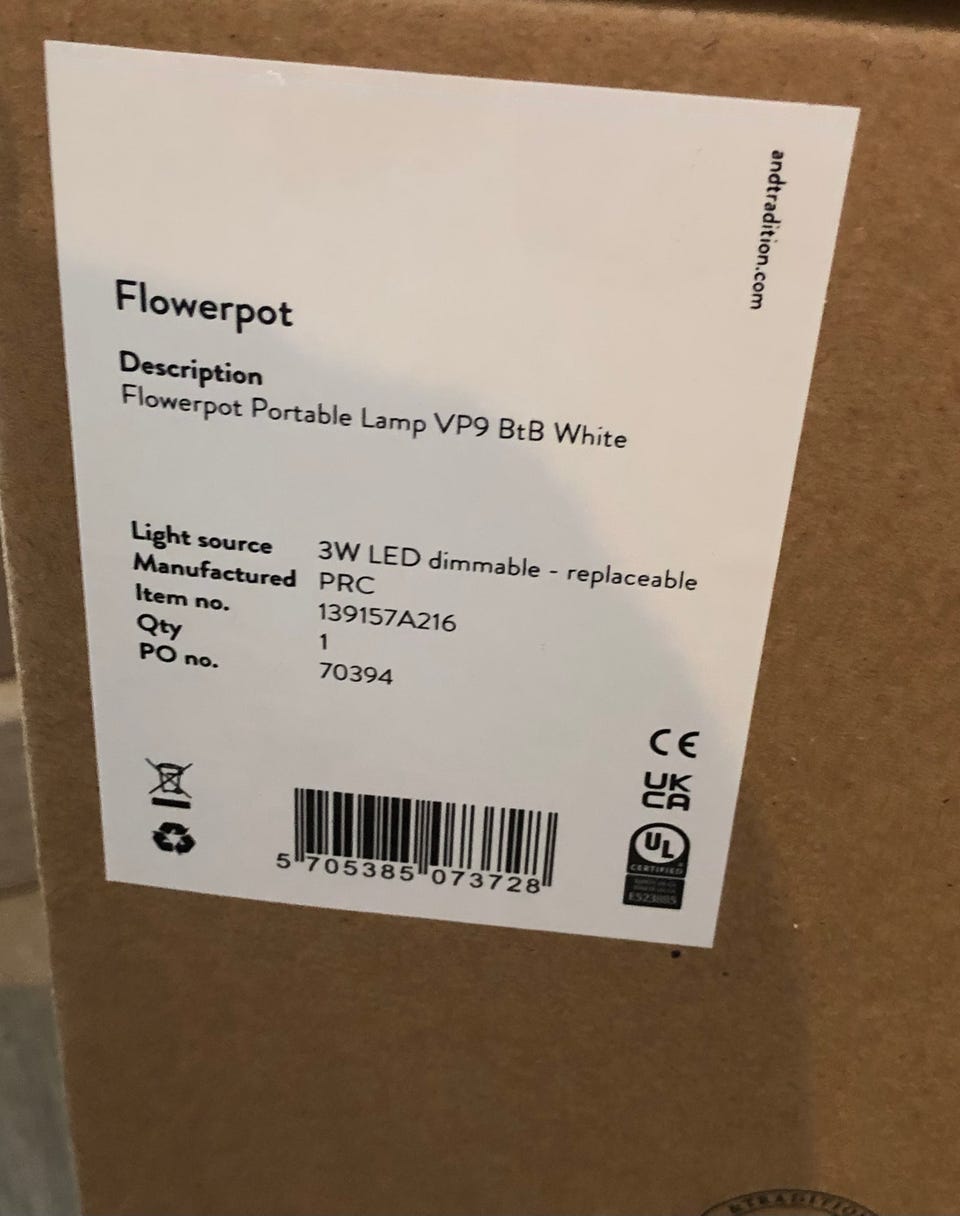 andtradition.com
Flowerpot
Description
Flowerpot Portable Lamp VP9 BtB White
Light source 3W LED dimmable - replaceable
Manufactured PRC
Item no. 139157A216
Qty 1
PO no. 70394
CE
UK
CA
UL
CERTIFIED
5 705385 073728
&TRADITION